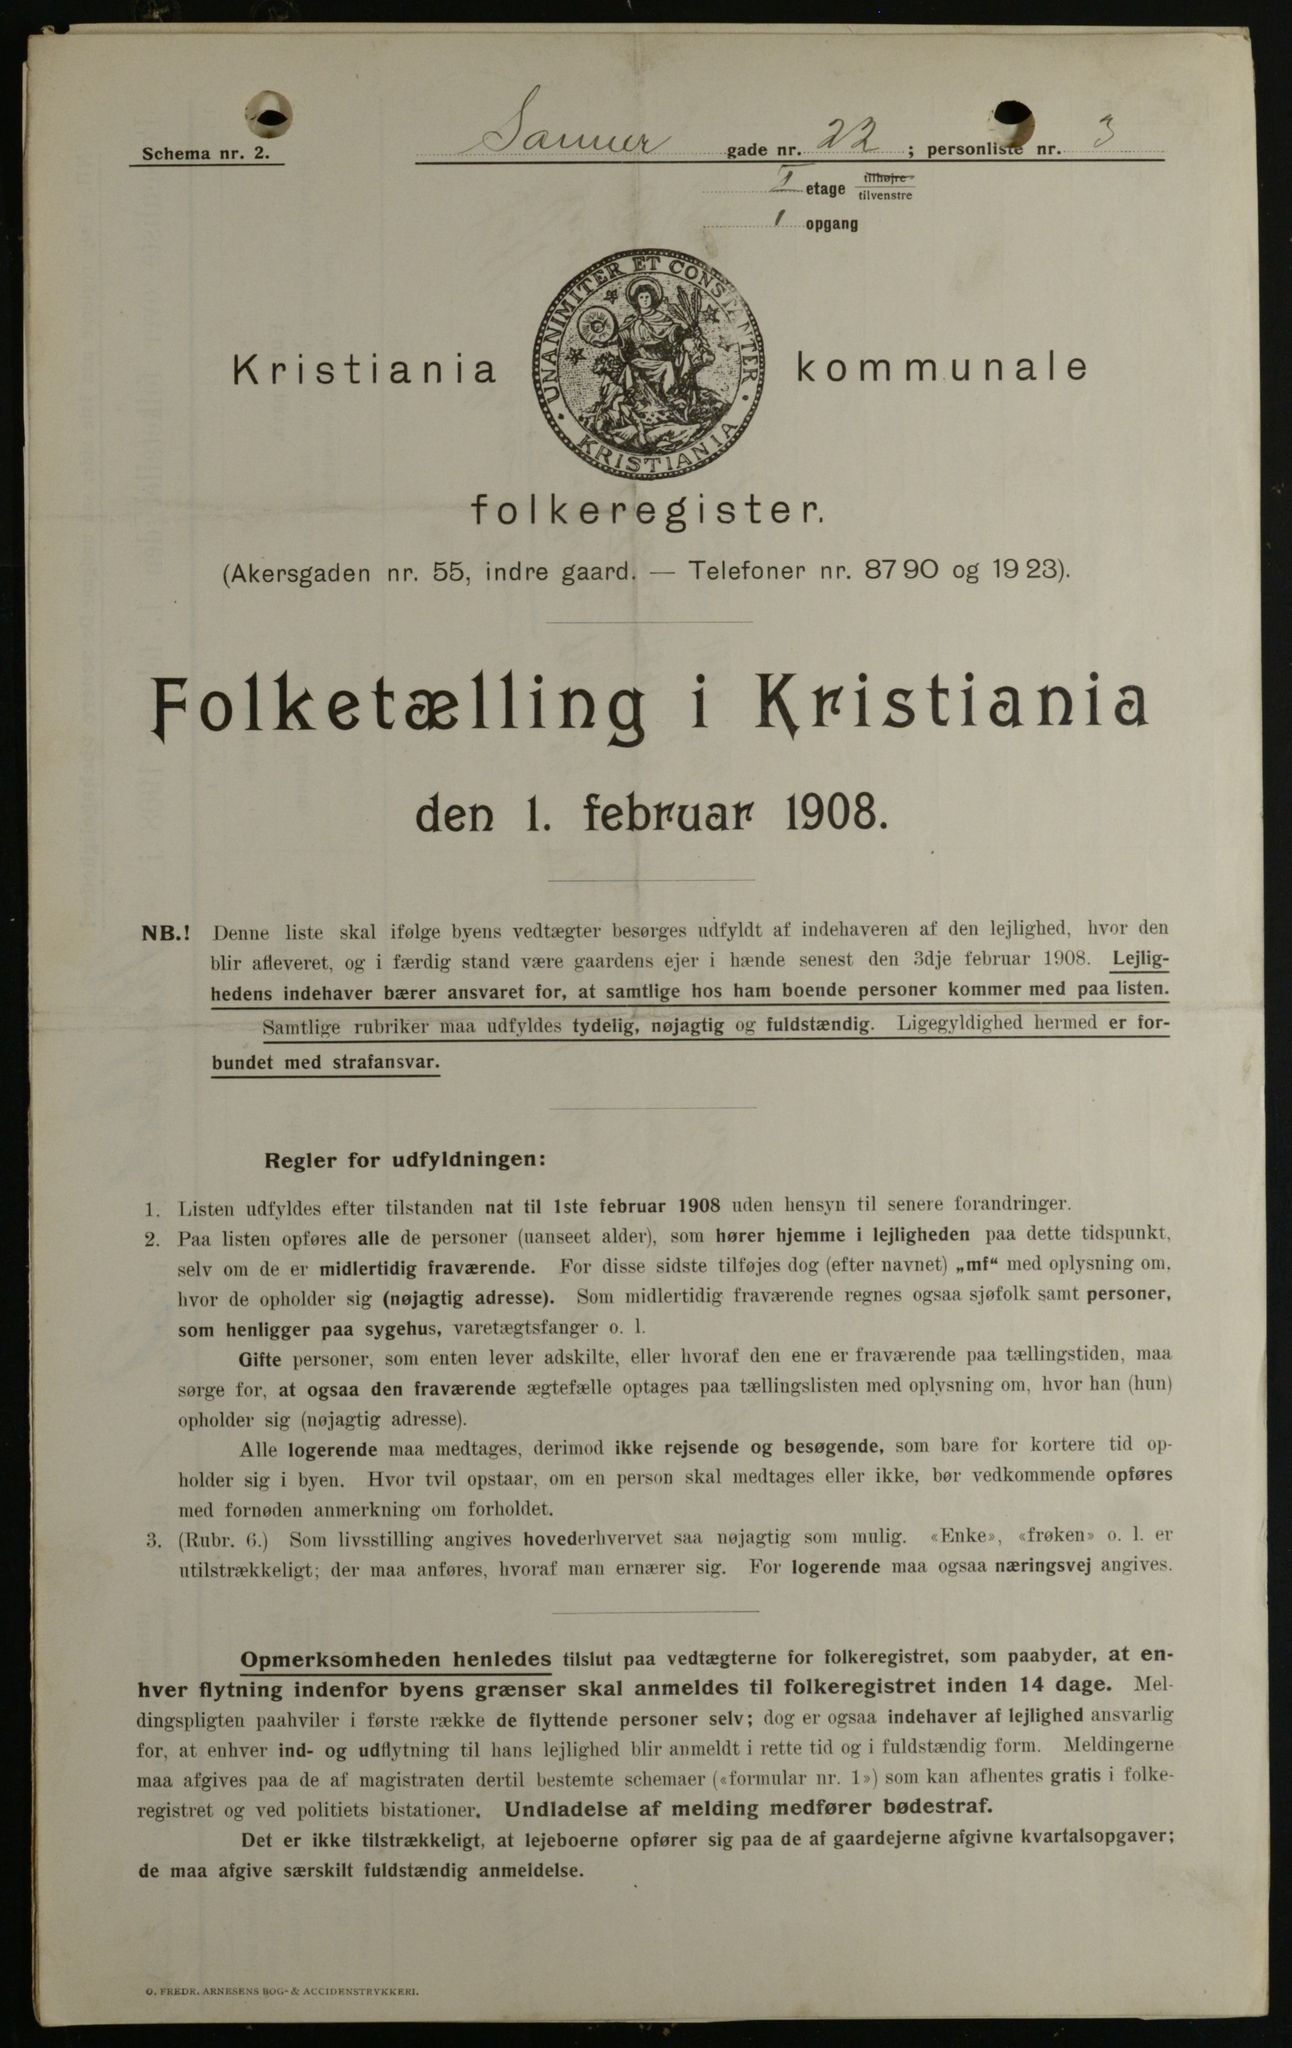 Schema nr. 2.
Sanner gade nr. 22 ; personliste nr. 3
I etage tilhøjre tilvenstre
1 opgang
UNANIMITER ET CONSTANTER
KRISTIANIA
Kristiania kommunale
folkeregister.
(Akersgaden nr. 55, indre gaard. — Telefoner nr. 87 90 og 19 23).
Folketælling i Kristiania
den 1. februar 1908.
NB.! Denne liste skal ifølge byens vedtægter besørges udfyldt af indehaveren af den lejlighed, hvor den
blir afleveret, og i færdig stand være gaardens ejer i hænde senest den 3dje februar 1908. Lejlig-
hedens indehaver bærer ansvaret for, at samtlige hos ham boende personer kommer med paa listen.
Samtlige rubriker maa udfyldes tydelig, nøjagtig og fuldstændig. Ligegyldighed hermed er for-
bundet med strafansvar.
Regler for udfyldningen:
1. Listen udfyldes efter tilstanden nat til 1ste februar 1908 uden hensyn til senere forandringer.
2. Paa listen opføres alle de personer (uanseet alder), som hører hjemme i lejligheden paa dette tidspunkt,
selv om de er midlertidig fraværende. For disse sidste tilføjes dog (efter navnet) „mf“ med oplysning om,
hvor de opholder sig (nøjagtig adresse). Som midlertidig fraværende regnes ogsaa sjøfolk samt personer,
som henligger paa sygehus, varetægtsfanger o. l.
Gifte personer, som enten lever adskilte, eller hvoraf den ene er fraværende paa tællingstiden, maa
sørge for, at ogsaa den fraværende ægtefælle optages paa tællingslisten med oplysning om, hvor han (hun)
opholder sig (nøjagtig adresse).
Alle logerende maa medtages, derimod ikke rejsende og besøgende, som bare for kortere tid op-
holder sig i byen. Hvor tvil opstaar, om en person skal medtages eller ikke, bør vedkommende opføres
med fornøden anmerkning om forholdet.
3. (Rubr. 6.) Som livsstilling angives hovederhvervet saa nøjagtig som mulig. «Enke», «frøken» o. l. er
utilstrækkeligt; der maa anføres, hvoraf man ernærer sig. For logerende maa ogsaa næringsvej angives.
Opmerksomheden henledes tilslut paa vedtægterne for folkeregistret, som paabyder, at en-
hver flytning indenfor byens grænser skal anmeldes til folkeregistret inden 14 dage. Mel-
dingspligten paahviler i første række de flyttende personer selv; dog er ogsaa indehaver af lejlighed ansvarlig
for, at enhver ind- og udflytning til hans lejlighed blir anmeldt i rette tid og i fuldstændig form. Meldingerne
maa afgives paa de af magistraten dertil bestemte schemaer («formular nr. 1») som kan afhentes gratis i folke-
registret og ved politiets bistationer. Undladelse af melding medfører bødestraf.
Det er ikke tilstrækkeligt, at lejeboerne opfører sig paa de af gaardejerne afgivne kvartalsopgaver;
de maa afgive særskilt fuldstændig anmeldelse.
O. FREDR. ARNESENS BOG- & ACCIDENSTRYKKERI.